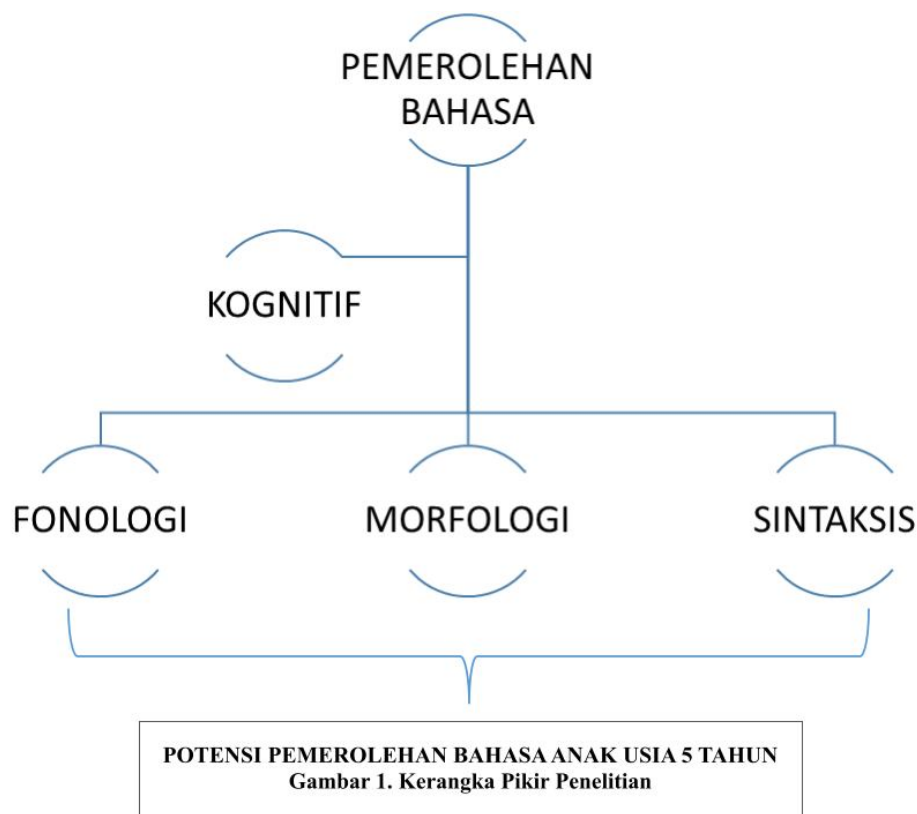 PEMEROLEHAN
BAHASA
KOGNITIF
FONOLOGI
MORFOLOGI
SINTAKSIS
POTENSI PEMEROLEHAN BAHASA ANAK USIA 5 TAHUN
Gambar 1. Kerangka Pikir Penelitian